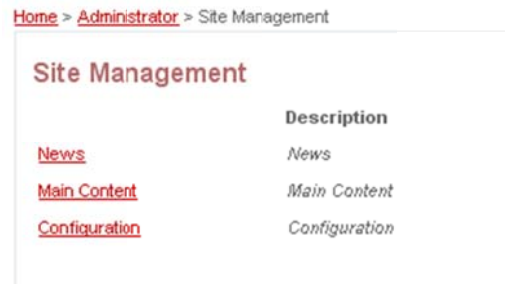 Home > Administrator > Site Management
Site Management
Description
News News
Main Content Main Content
Configuration Configuration